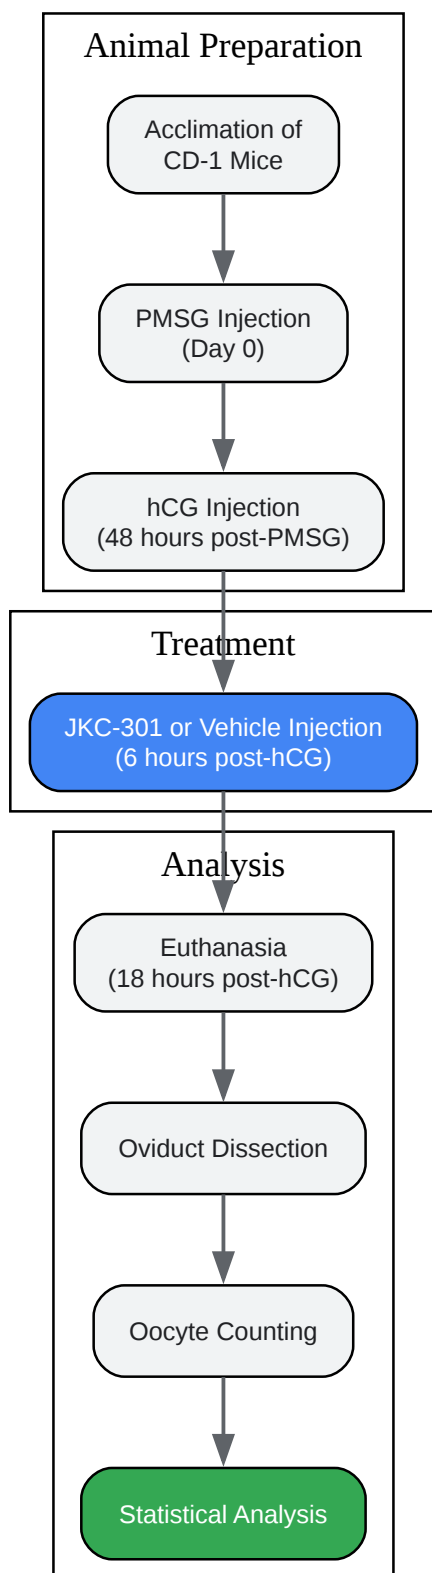 Animal Preparation
Acclimation of
CD-1 Mice
PMSG Injection
(Day 0)
hCG Injection
(48 hours post-PMSG)
Treatment
JKC-301 or Vehicle Injection
(6 hours post-hCG)
Analysis
Euthanasia
(18 hours post-hCG)
Oviduct Dissection
Oocyte Counting
Statistical Analysis